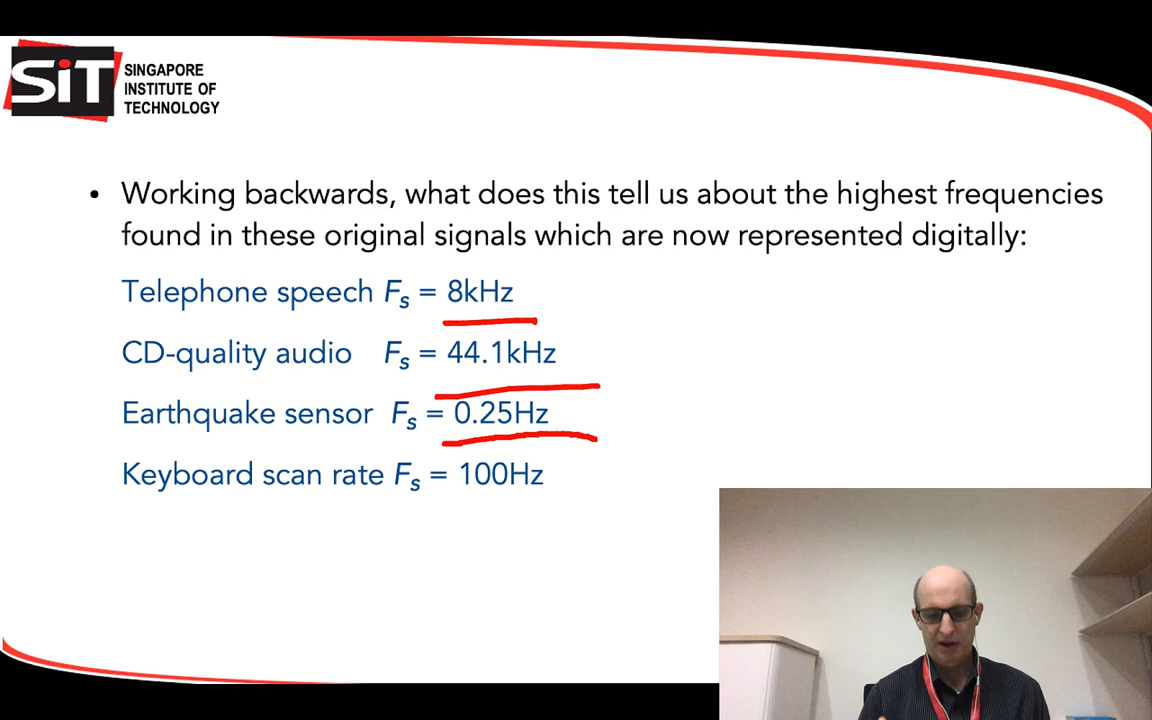 SiT
SINGAPORE
INSTITUTE OF
TECHNOLOGY
• Working backwards, what does this tell us about the highest frequencies
found in these original signals which are now represented digitally:
Telephone speech Fs = 8kHz
CD-quality audio Fs = 44.1kHz
Earthquake sensor Fs = 0.25Hz
Keyboard scan rate Fs = 100Hz